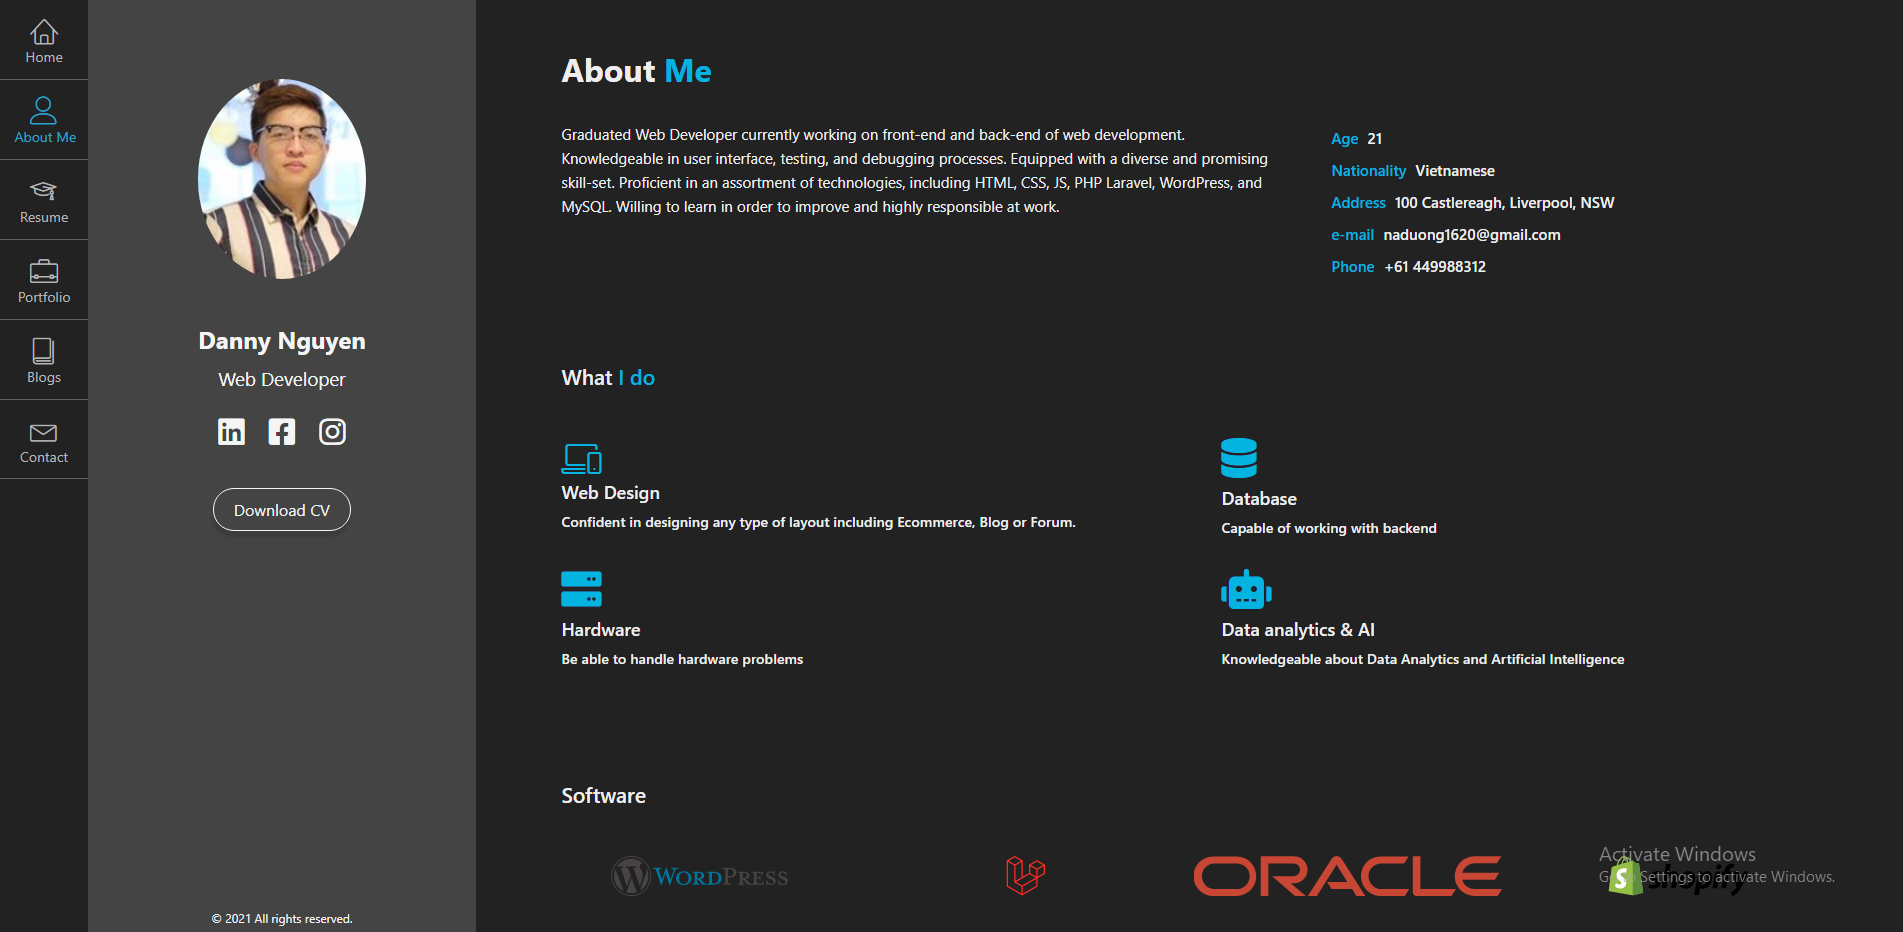 Home
About Me
Resume
Portfolio
Blogs
Contact
Danny Nguyen
Web Developer
in
f
Download CV
© 2021 All rights reserved.
About Me
Graduated Web Developer currently working on front-end and back-end of web development.
Knowledgeable in user interface, testing, and debugging processes. Equipped with a diverse and promising
skill-set. Proficient in an assortment of technologies, including HTML, CSS, JS, PHP Laravel, WordPress, and
MySQL. Willing to learn in order to improve and highly responsible at work.
Age 21
Nationality Vietnamese
Address 100 Castlereagh, Liverpool, NSW
e-mail naduong1620@gmail.com
Phone +61 449988312
What I do
Web Design
Confident in designing any type of layout including Ecommerce, Blog or Forum.
Database
Capable of working with backend
Hardware
Be able to handle hardware problems
Data analytics & AI
Knowledgeable about Data Analytics and Artificial Intelligence
Software
WORDPRESS
ORACLE
shopify
Activate Windows
Go to Settings to activate Windows.